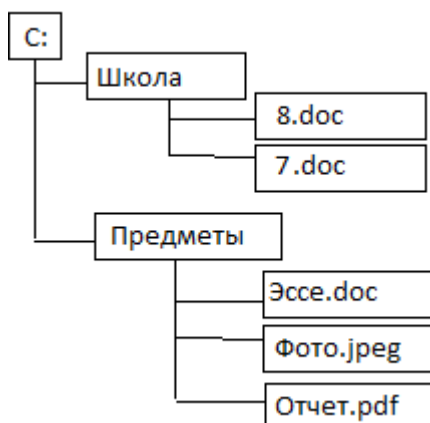 C:
Школа
8.doc
7.doc
Предметы
Эссе.doc
Фото.jpeg
Отчет.pdf